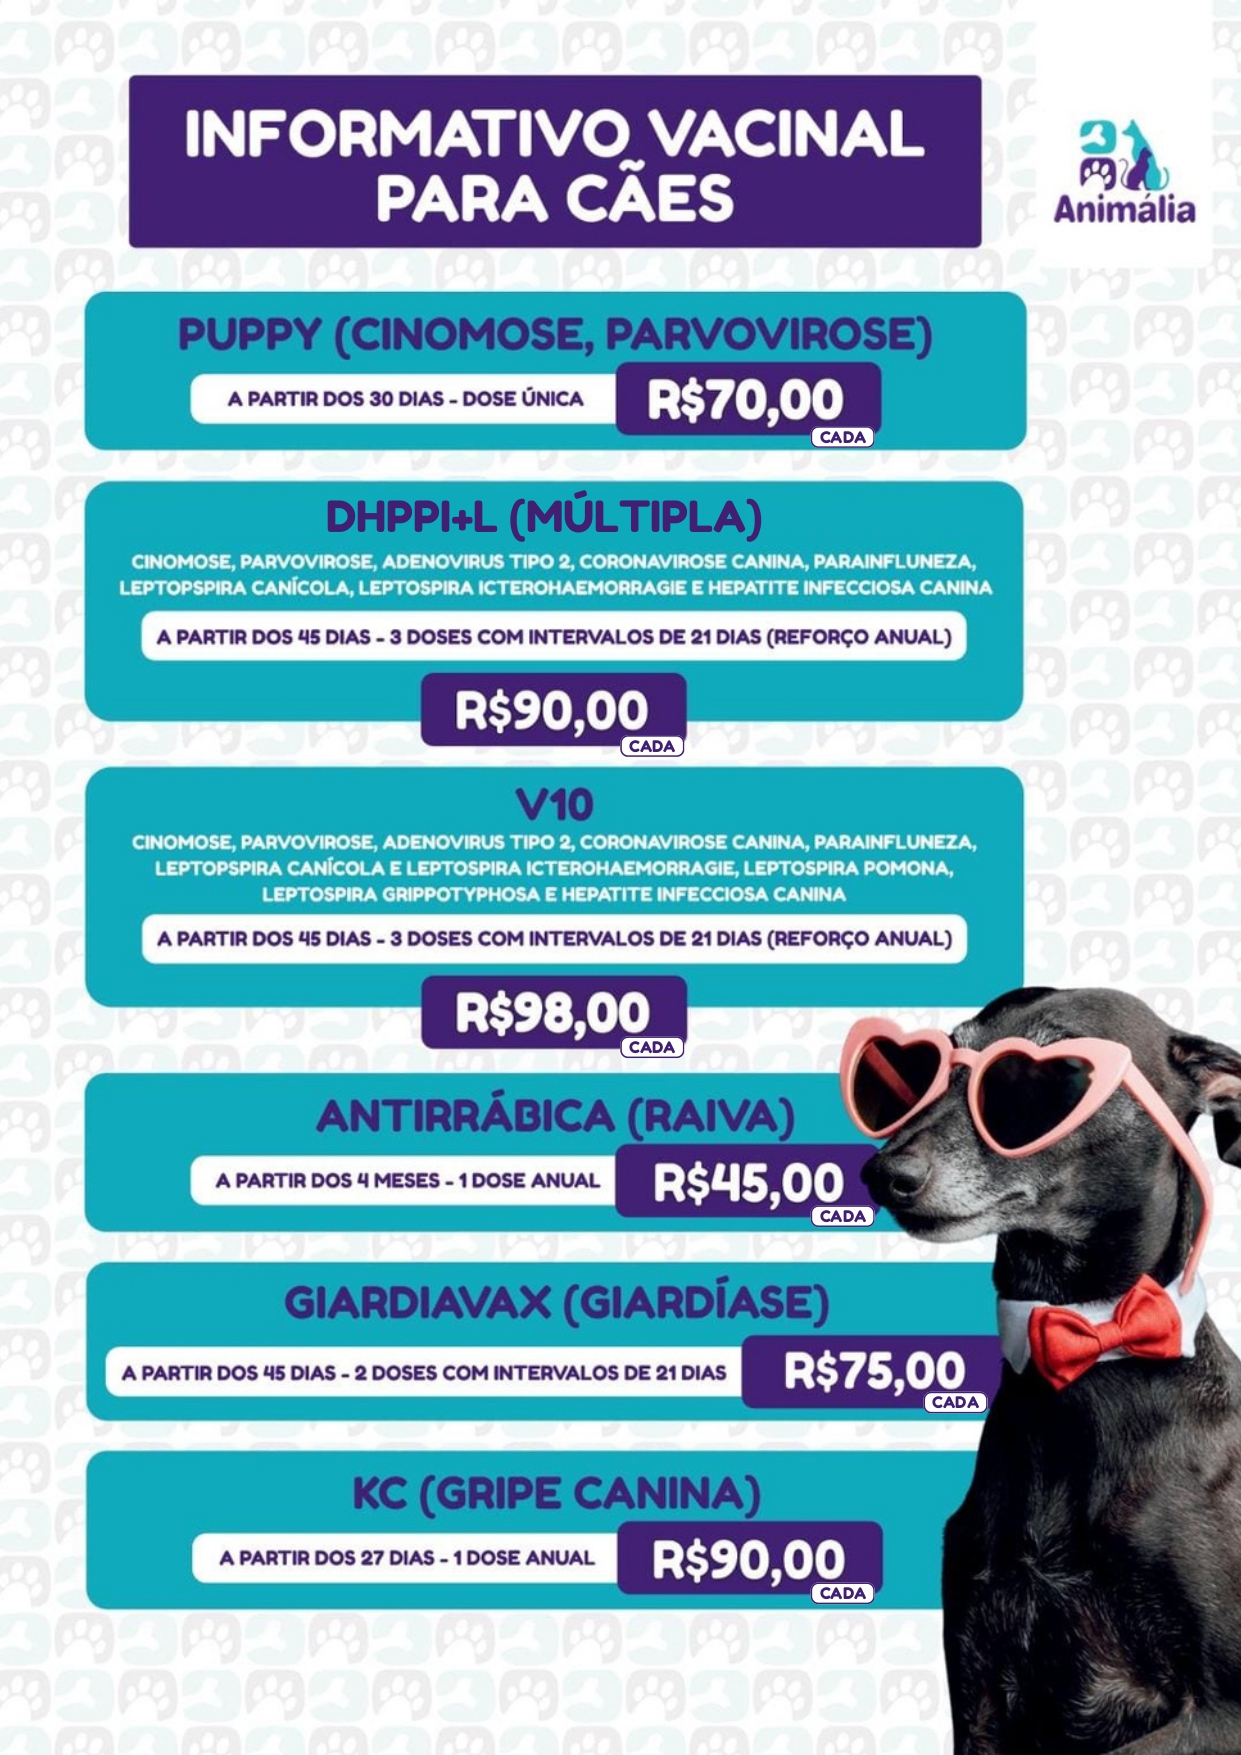 INFORMATIVO VACINAL
PARA CÃES
Animália
PUPPY (CINOMOSE, PARVOVIROSE)
A PARTIR DOS 30 DIAS - DOSE ÚNICA
R$70,00
CADA
DHPPI+L (MÚLTIPLA)
CINOMOSE, PARVOVIROSE, ADENOVIRUS TIPO 2, CORONAVIROSE CANINA, PARAINFLUNEZA,
LEPTOPSPIRA CANÍCOLA, LEPTOSPIRA ICTEROHAEMORRAGIE E HEPATITE INFECCIOSA CANINA
A PARTIR DOS 45 DIAS - 3 DOSES COM INTERVALOS DE 21 DIAS (REFORÇO ANUAL)
R$90,00
CADA
V10
CINOMOSE, PARVOVIROSE, ADENOVIRUS TIPO 2, CORONAVIROSE CANINA, PARAINFLUNEZA,
LEPTOPSPIRA CANÍCOLA E LEPTOSPIRA ICTEROHAEMORRAGIE, LEPTOSPIRA POMONA,
LEPTOSPIRA GRIPPOTYPHOSA E HEPATITE INFECCIOSA CANINA
A PARTIR DOS 45 DIAS - 3 DOSES COM INTERVALOS DE 21 DIAS (REFORÇO ANUAL)
R$98,00
CADA
ANTIRRÁBICA (RAIVA)
A PARTIR DOS 4 MESES - 1 DOSE ANUAL
R$45,00
CADA
GIARDIAVAX (GIARDÍASE)
A PARTIR DOS 45 DIAS - 2 DOSES COM INTERVALOS DE 21 DIAS
R$75,00
CADA
KC (GRIPE CANINA)
A PARTIR DOS 27 DIAS - 1 DOSE ANUAL
R$90,00
CADA